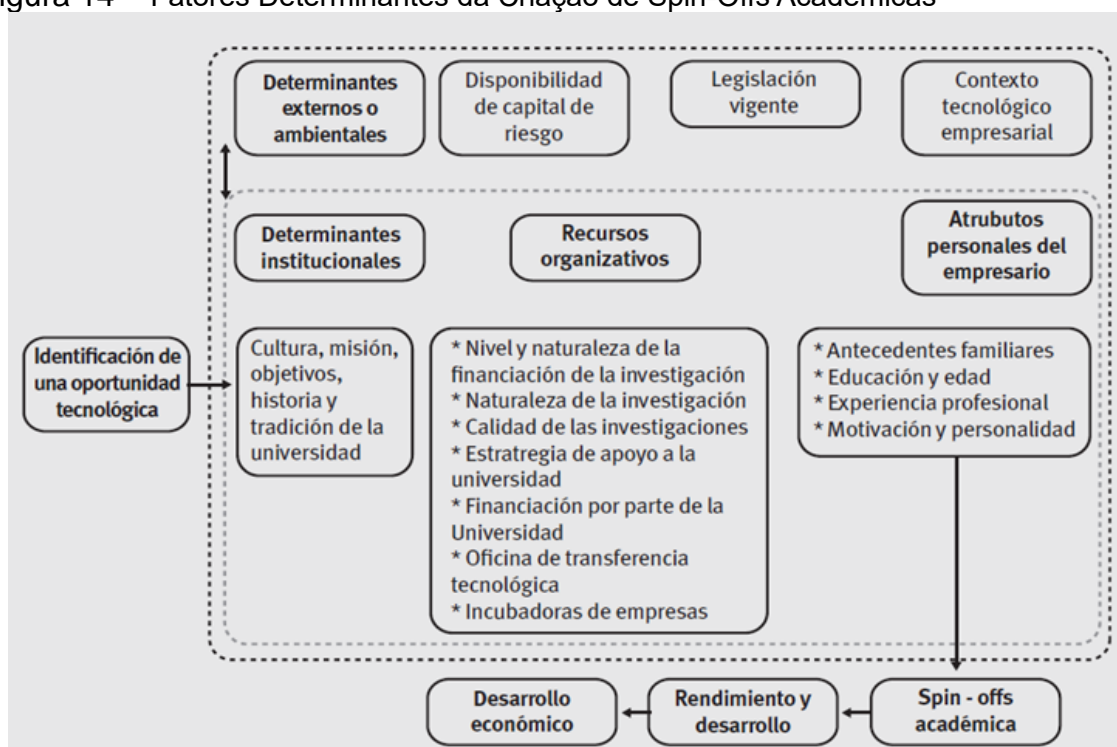 Figura 14 – Fatores Determinantes da Criação de Spin-Offs Acadêmicas
Determinantes
externos o
ambientales
Disponibilidad
de capital de
riesgo
Legislación
vigente
Contexto
tecnológico
empresarial
Determinantes
institucionales
Recursos
organizativos
Atrubutos
personales del
empresario
Identificación de
una oportunidad
tecnológica
Cultura, misión,
objetivos,
historia y
tradición de la
universidad
* Nivel y naturaleza de la
financiación de la investigación
* Naturaleza de la investigación
* Calidad de las investigaciones
* Estratregia de apoyo a la
universidad
* Financiación por parte de la
Universidad
* Oficina de transferencia
tecnológica
* Incubadoras de empresas
* Antecedentes familiares
* Educación y edad
* Experiencia profesional
* Motivación y personalidad
Desarrollo
económico
Rendimiento y
desarrollo
Spin - offs
académica